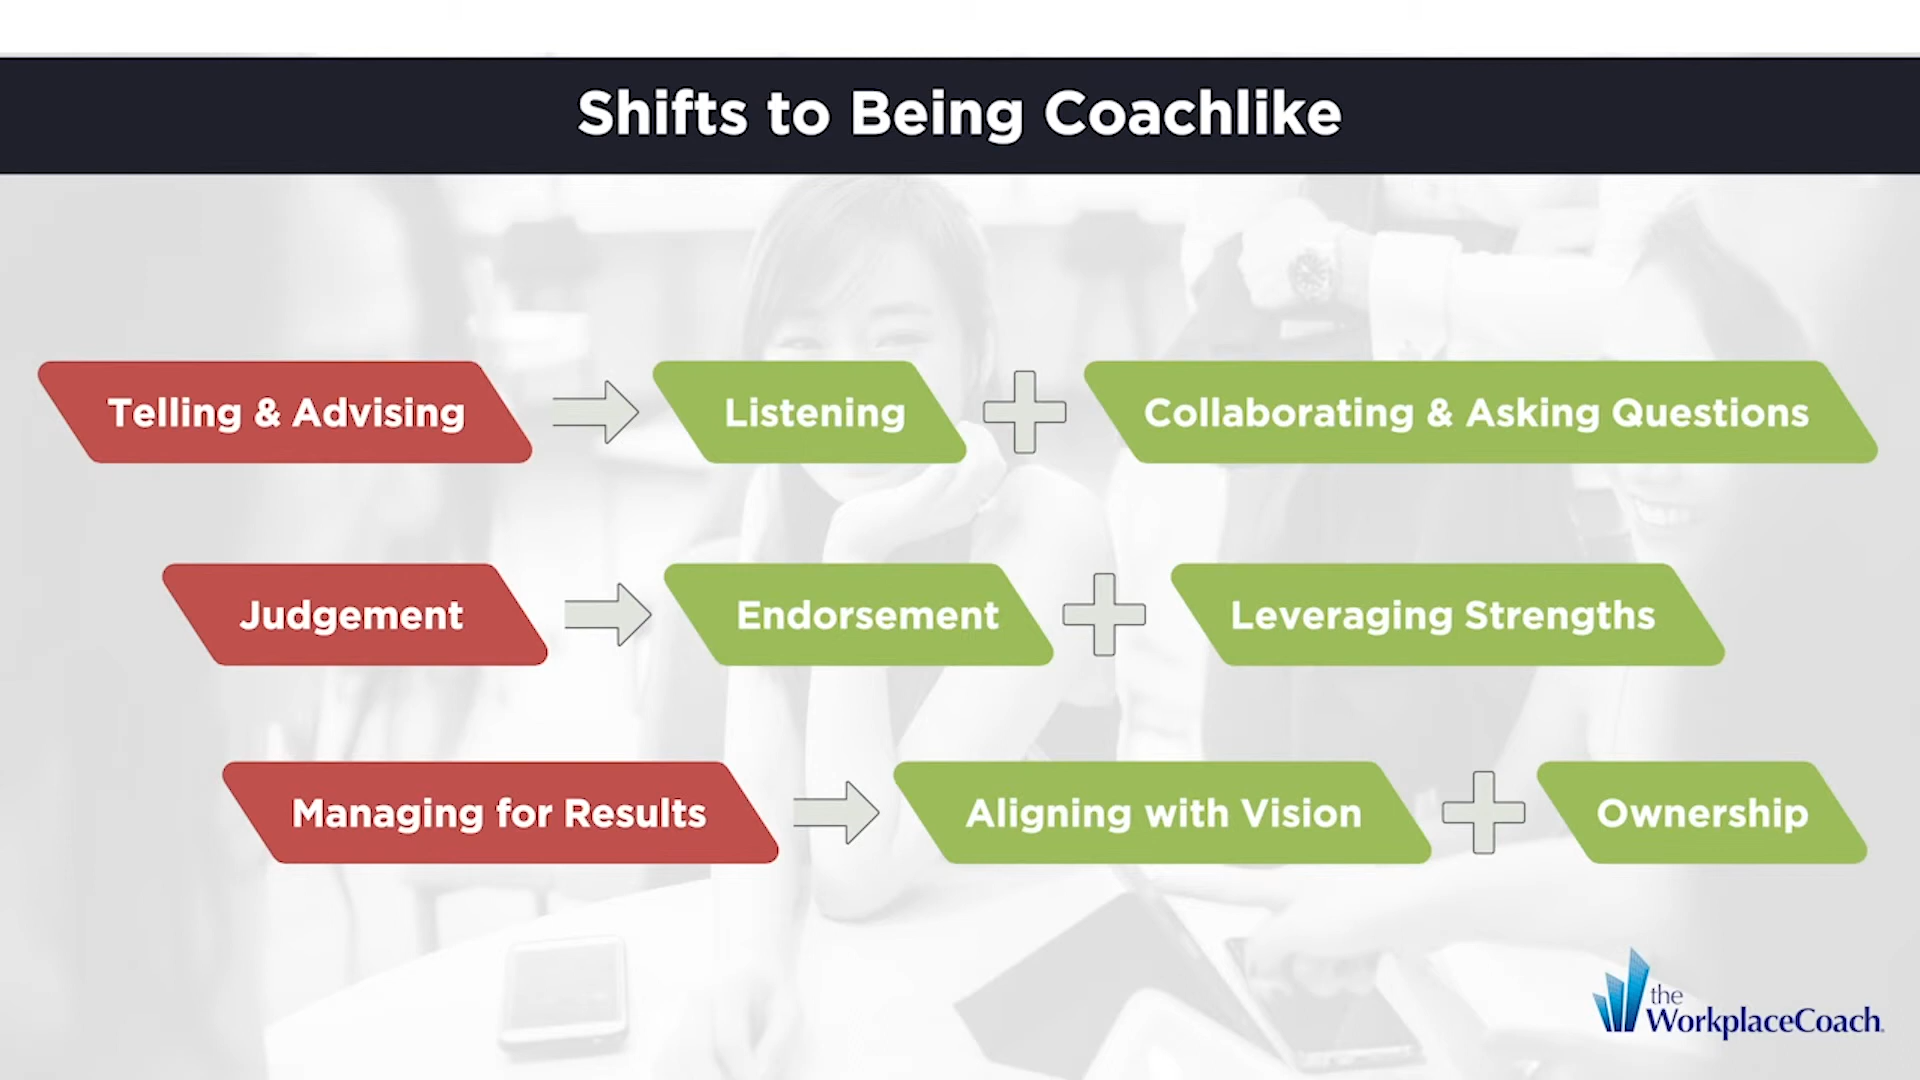 Shifts to Being Coachlike
Telling & Advising
Listening
Collaborating & Asking Questions
Judgement
Endorsement
Leveraging Strengths
Managing for Results
Aligning with Vision
Ownership
the
WorkplaceCoach